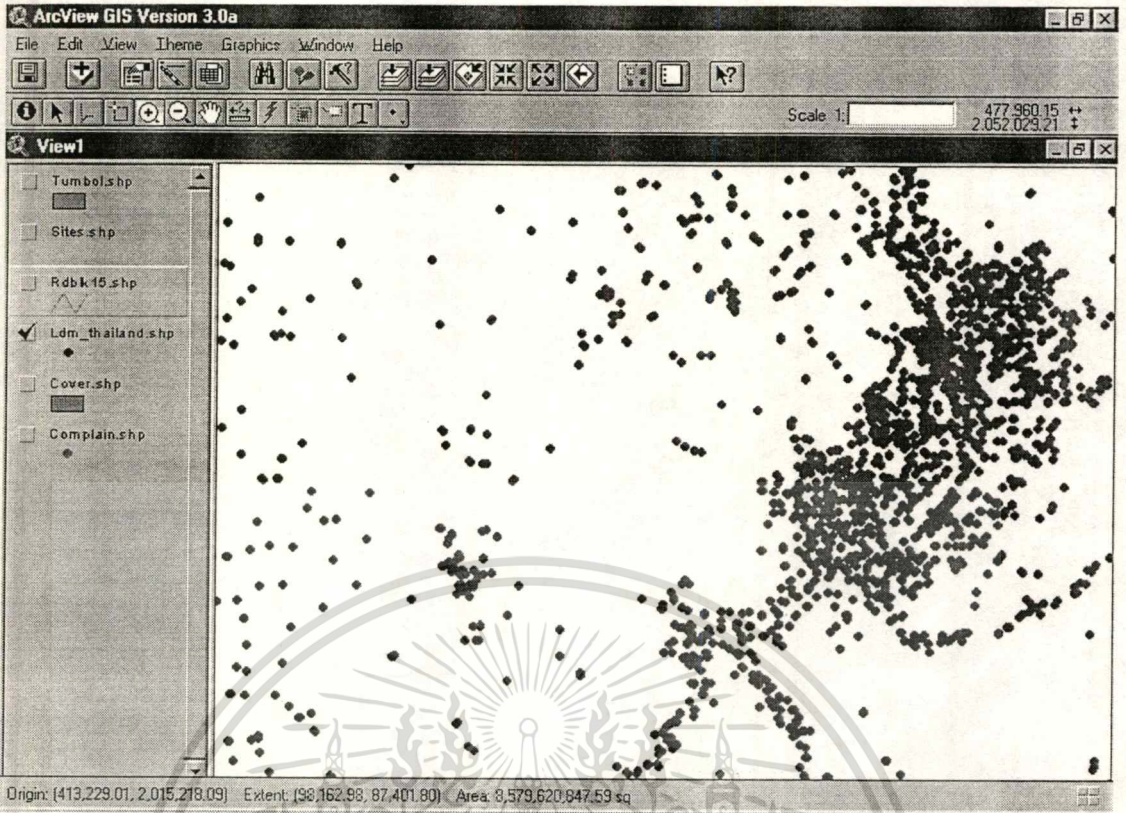 ArcView GIS Version 3.0a
File Edit View Theme Graphics Window Help
Scale 1: 477,960.15
2,052,029.21
View1
Tumbol.shp
Sites.shp
Rdblk15.shp
Ldm_thailand.shp
Cover.shp
Complain.shp
Origin: (413,229.01, 2,015,218.09) Extent: (98,162.98, 87,401.80) Area: 8,579,620,847.59 sq